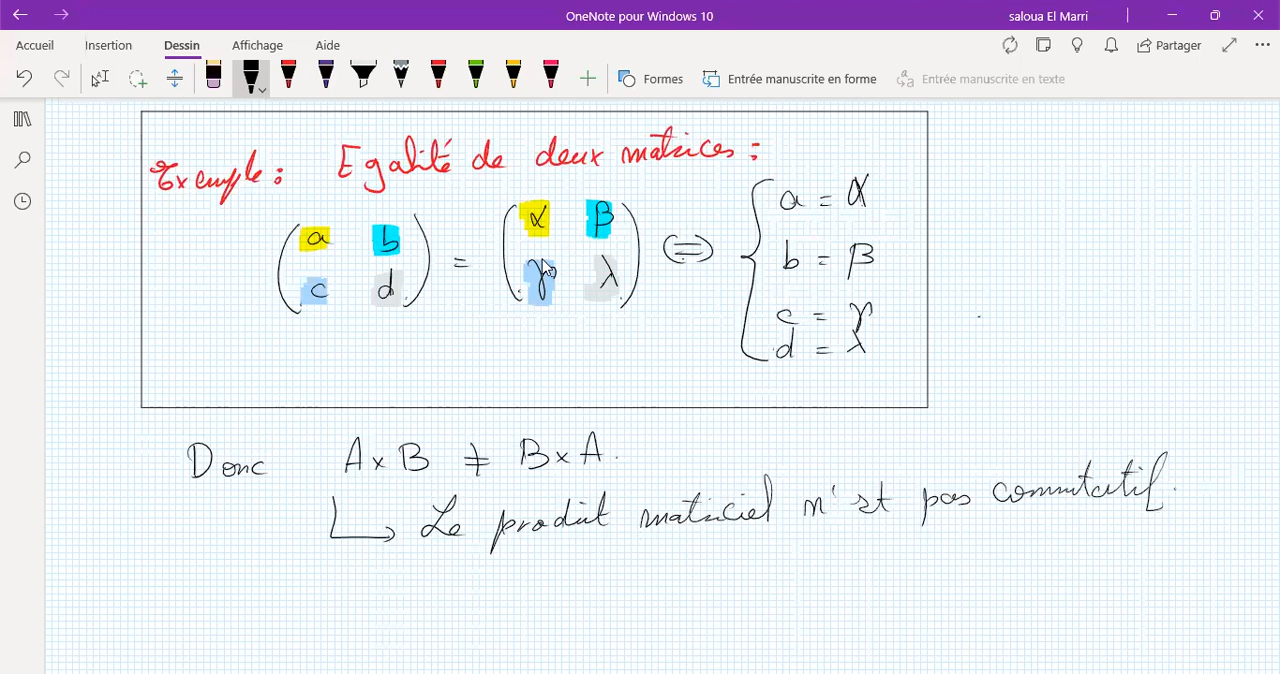 OneNote pour Windows 10
saloua El Marri
Accueil Insertion Dessin Affichage Aide
Partager
Formes Entrée manuscrite en forme Entrée manuscrite en texte
Exemple : Egalité de deux matrices :
( a b ) = ( α β ) ⇔ { a = α
b = β
( c d ) ( γ λ ) c = γ
d = λ
Donc A×B ≠ B×A.
↳ Le produit matriciel n'est pas commutatif.